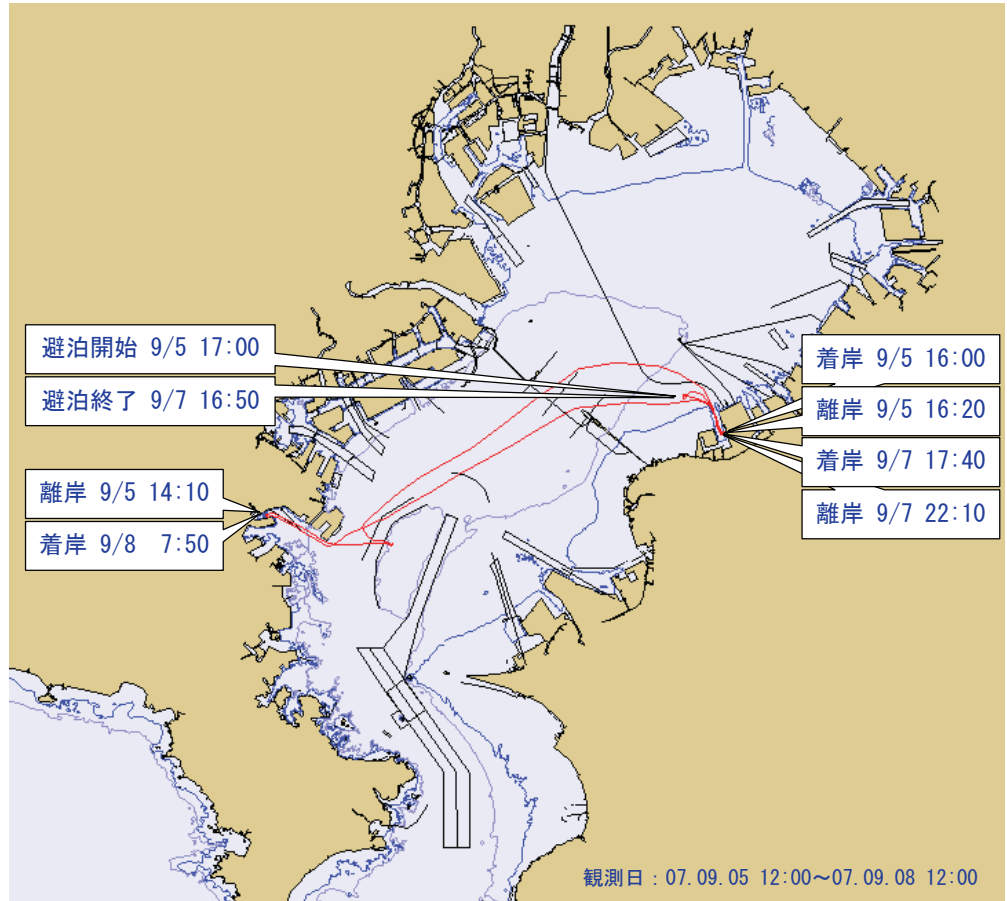 避泊開始 9/5 17:00
避泊終了 9/7 16:50
離岸 9/5 14:10
着岸 9/8 7:50
着岸 9/5 16:00
離岸 9/5 16:20
着岸 9/7 17:40
離岸 9/7 22:10
観測日：07.09.05 12:00～07.09.08 12:00